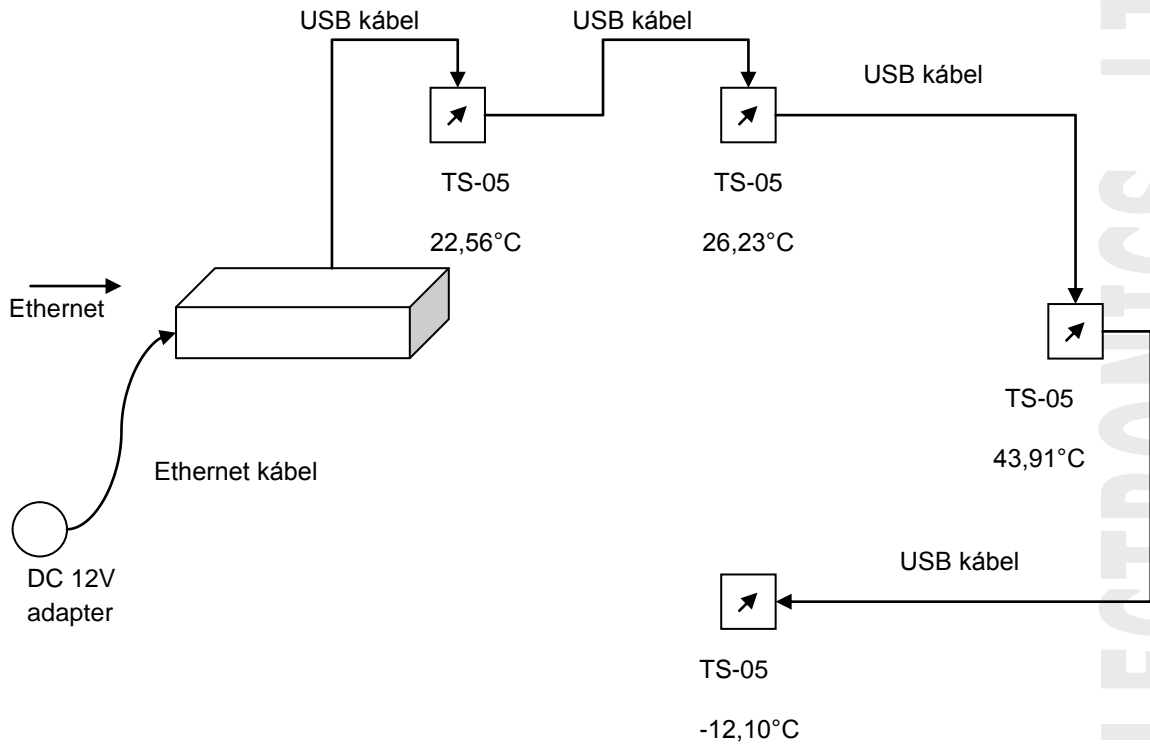 USB kábel
USB kábel
USB kábel
TS-05
TS-05
22,56°C
26,23°C
Ethernet
TS-05
43,91°C
Ethernet kábel
DC 12V
adapter
USB kábel
TS-05
-12,10°C
LECTRONICS